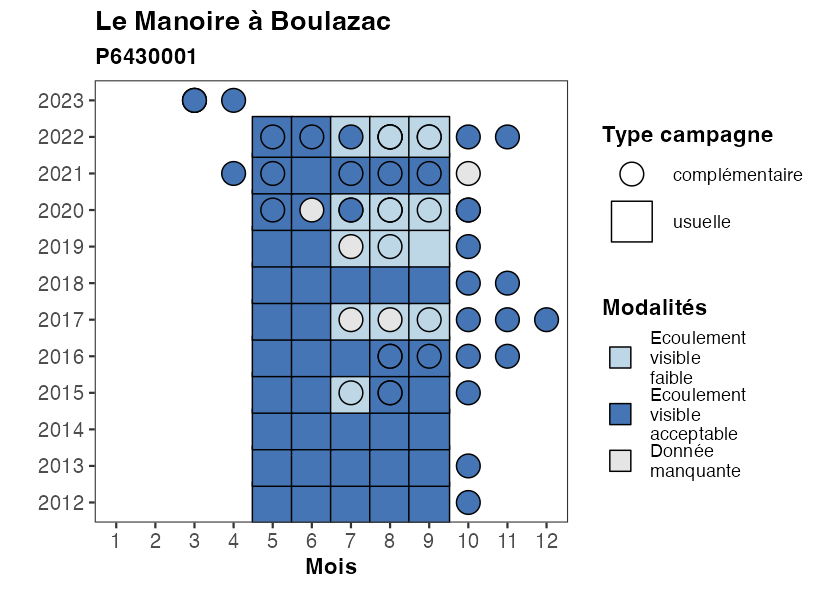 Le Manoire à Boulazac
P6430001
2023
2022
2021
2020
2019
2018
2017
2016
2015
2014
2013
2012
1 2 3 4 5 6 7 8 9 10 11 12
Mois
Type campagne
complémentaire
usuelle
Modalités
Ecoulement
visible
faible
Ecoulement
visible
acceptable
Donnée
manquante